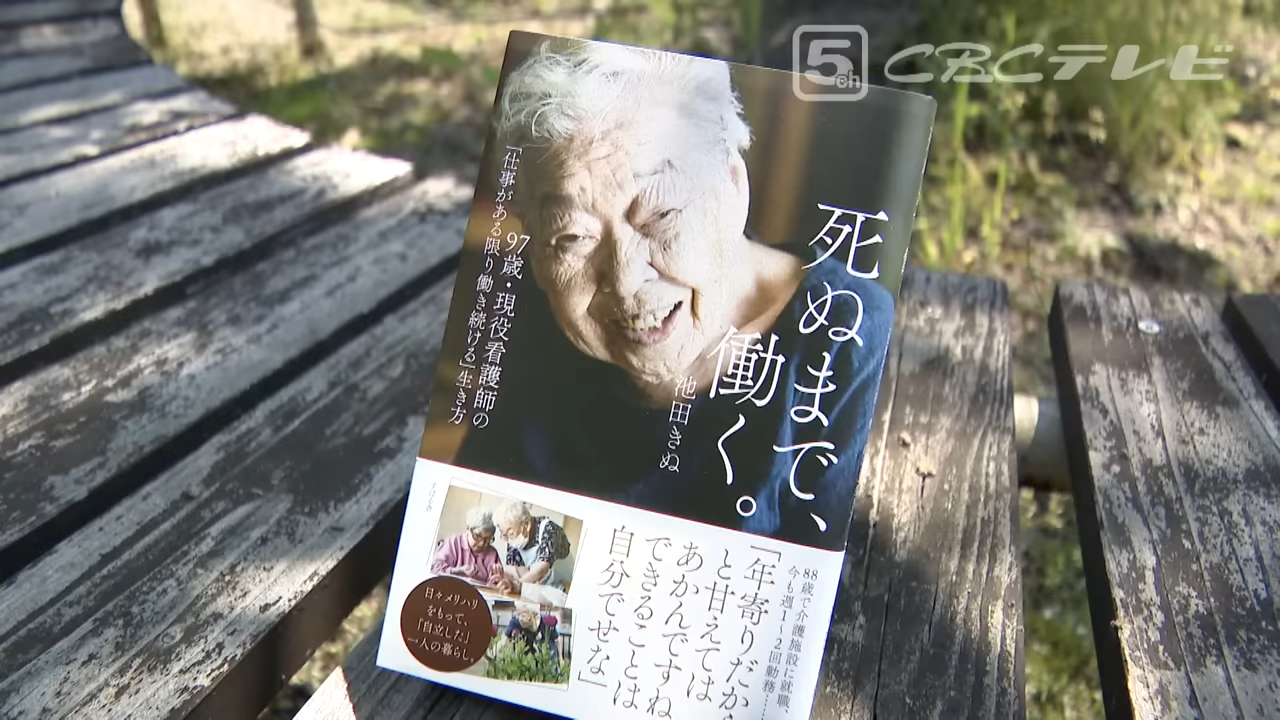 5ch CBCテレビ
死ぬまで、
働く。
池田きぬ
97歳・現役看護師の
「仕事がある限り働き続ける」生き方
88歳で介護施設に就職、
今も週1〜2回勤務……
「年寄りだから
と甘えては
あかんですね
できることは
自分でせな」
日々メリハリ
をもって、
「自立した」
一人の暮らし。